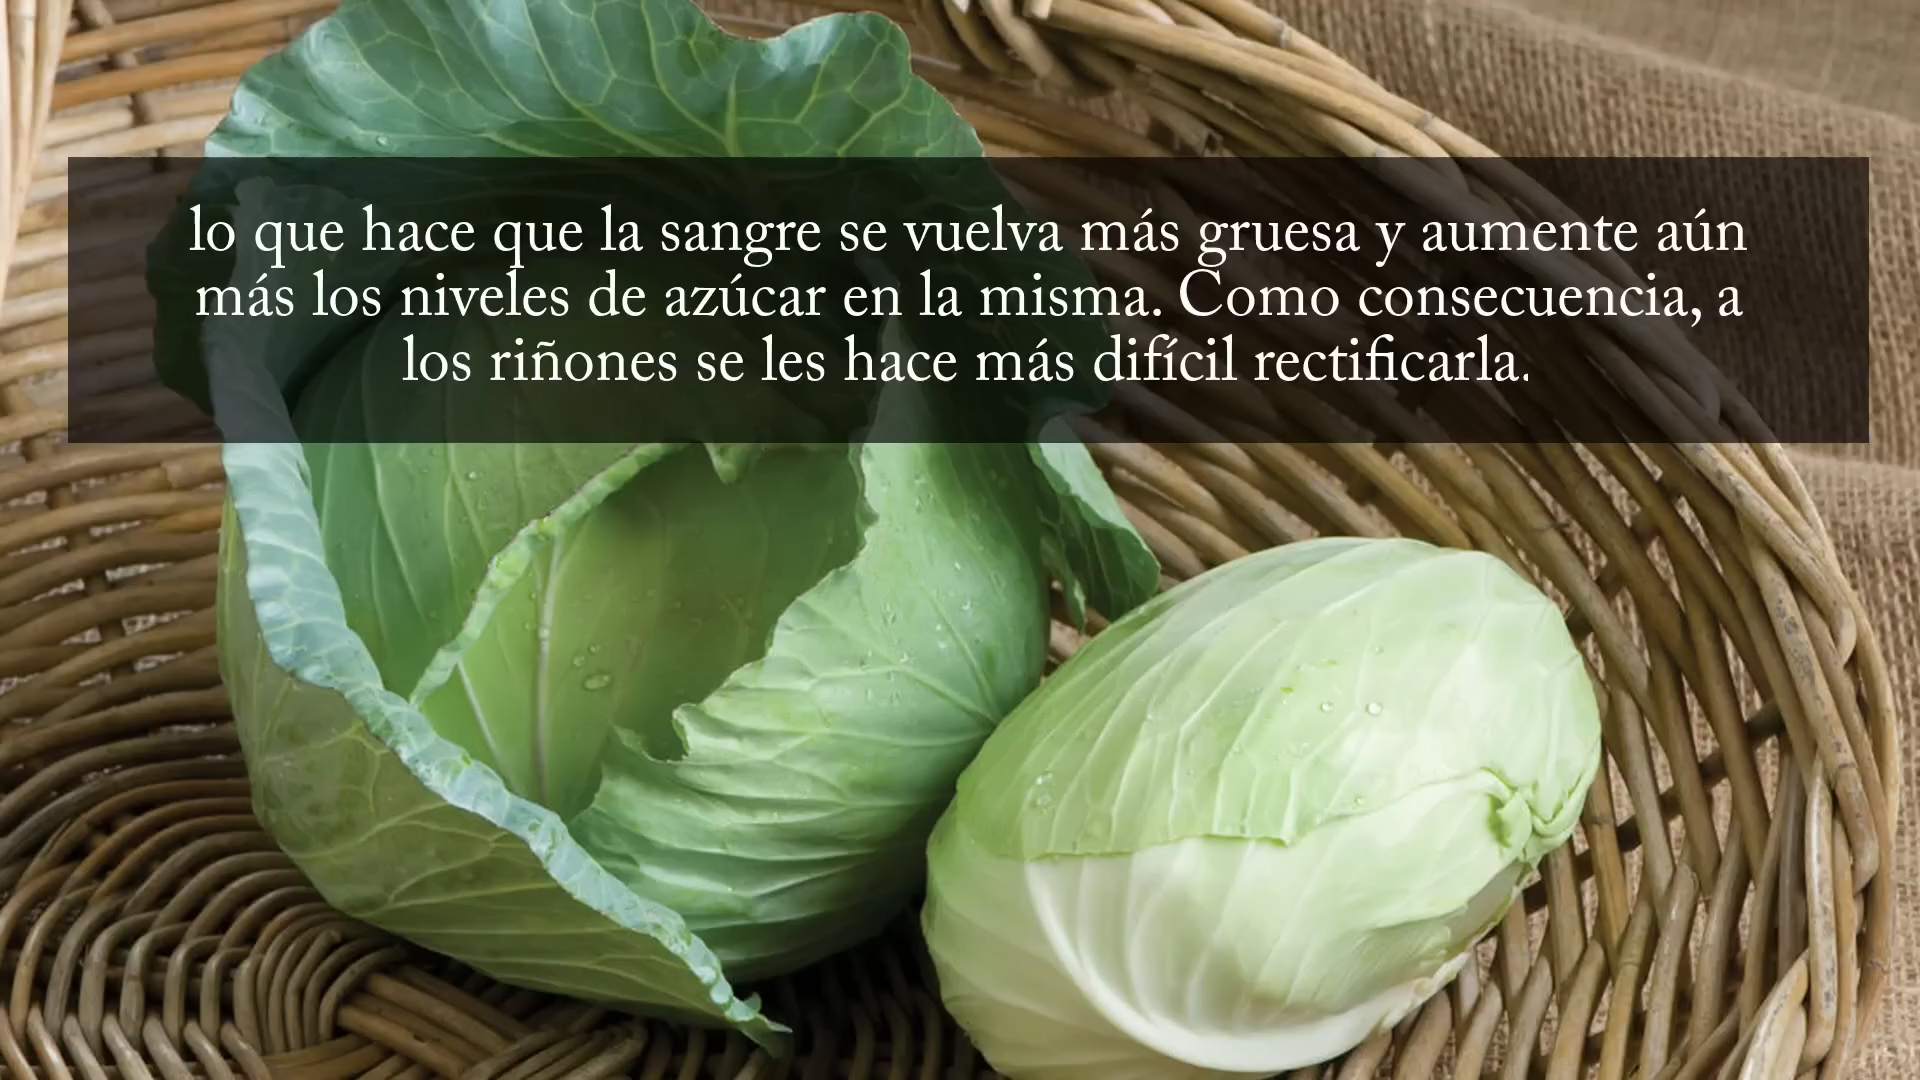 lo que hace que la sangre se vuelva más gruesa y aumente aún
más los niveles de azúcar en la misma. Como consecuencia, a
los riñones se les hace más difícil rectificarla.